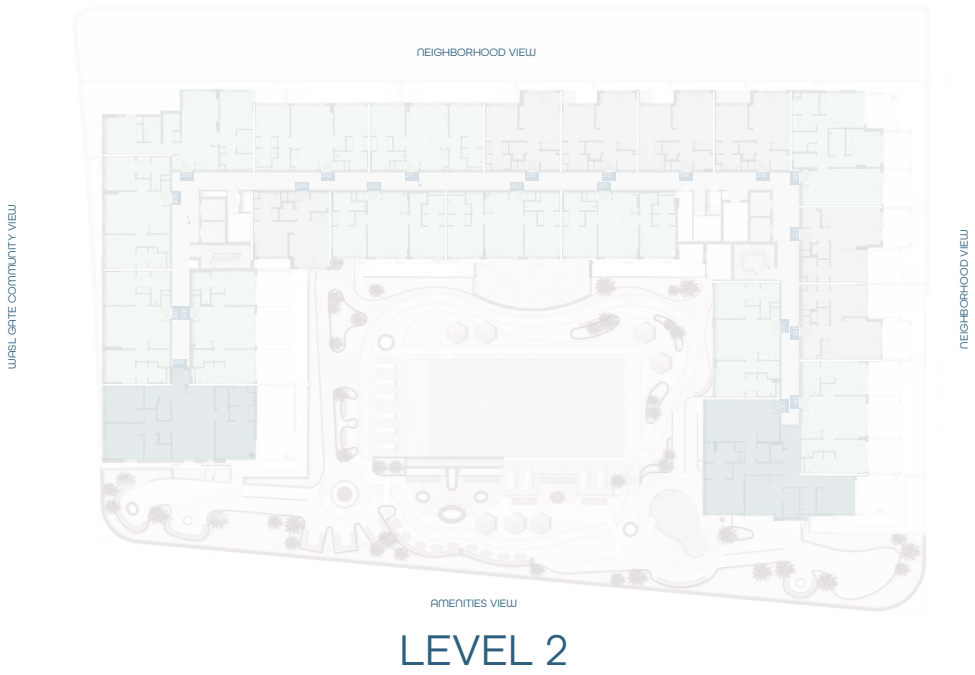 NEIGHBORHOOD VIEW
WASL GATE COMMUNITY VIEW
NEIGHBORHOOD VIEW
AMENITIES VIEW
LEVEL 2